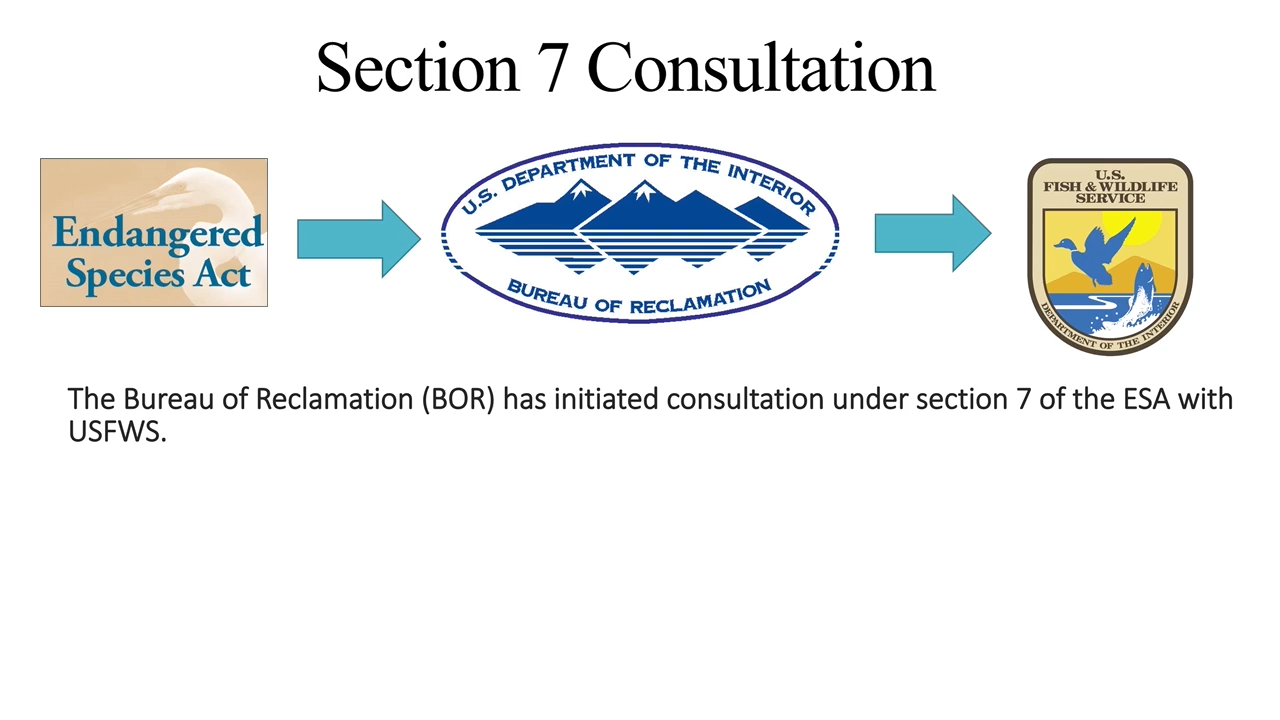 Section 7 Consultation
Endangered
Species Act
U.S. DEPARTMENT OF THE INTERIOR
BUREAU OF RECLAMATION
U.S.
FISH & WILDLIFE
SERVICE
DEPARTMENT OF THE INTERIOR
The Bureau of Reclamation (BOR) has initiated consultation under section 7 of the ESA with
USFWS.